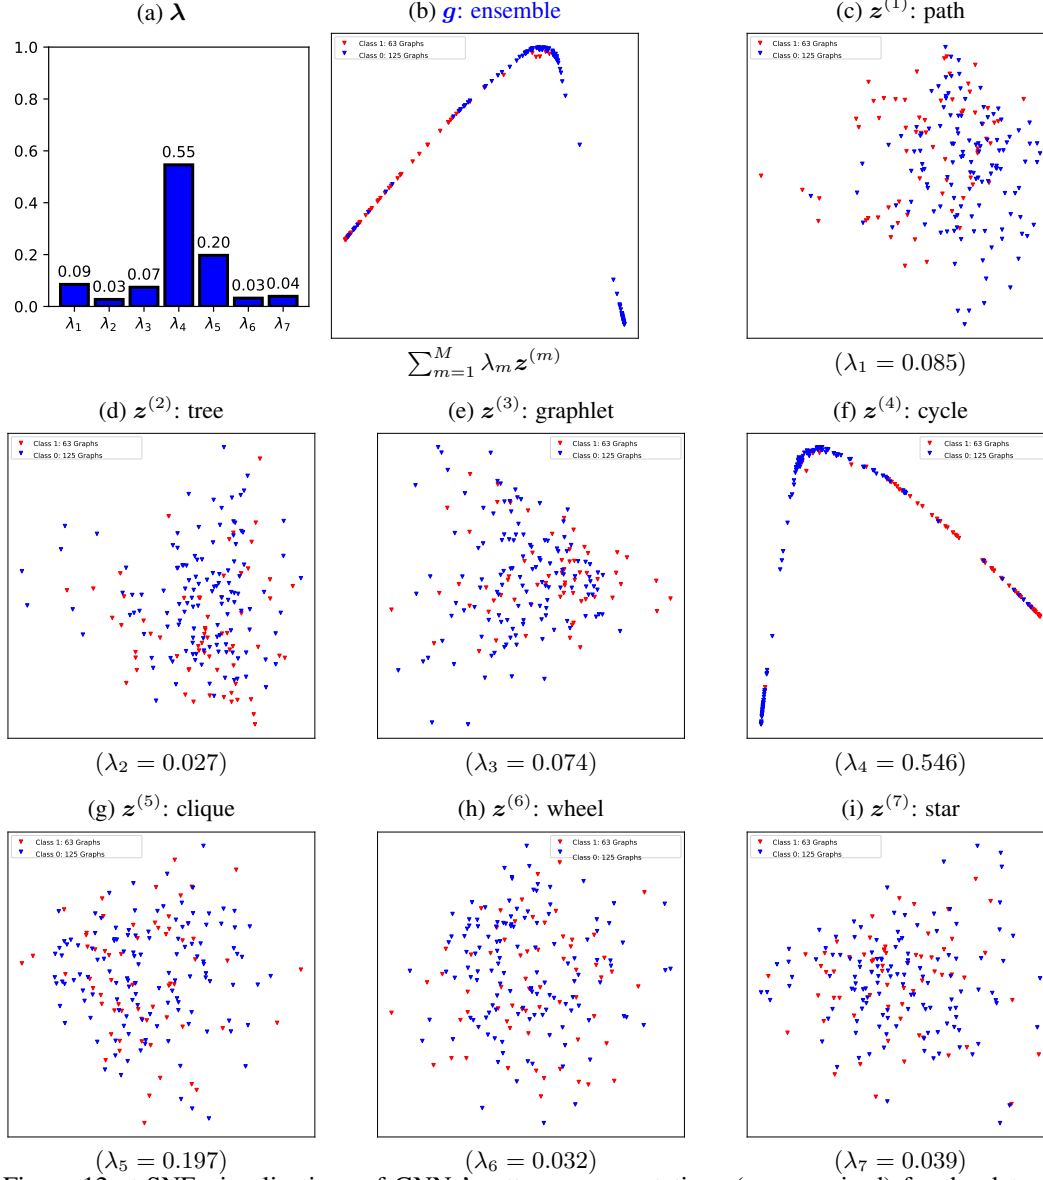 (a) λ
1.0
0.8
0.6
0.4
0.2
0.0
0.09
0.03
0.07
0.55
0.20
0.03
0.04
λ1 λ2 λ3 λ4 λ5 λ6 λ7
(b) g: ensemble
Class 1: 63 Graphs
Class 0: 125 Graphs
∑_{m=1}^{M} λ_m z^{(m)}
(c) z^{(1)}: path
Class 1: 63 Graphs
Class 0: 125 Graphs
(λ1 = 0.085)
(d) z^{(2)}: tree
Class 1: 63 Graphs
Class 0: 125 Graphs
(λ2 = 0.027)
(e) z^{(3)}: graphlet
Class 1: 63 Graphs
Class 0: 125 Graphs
(λ3 = 0.074)
(f) z^{(4)}: cycle
Class 1: 63 Graphs
Class 0: 125 Graphs
(λ4 = 0.546)
(g) z^{(5)}: clique
Class 1: 63 Graphs
Class 0: 125 Graphs
(λ5 = 0.197)
(h) z^{(6)}: wheel
Class 1: 63 Graphs
Class 0: 125 Graphs
(λ6 = 0.032)
(i) z^{(7)}: star
Class 1: 63 Graphs
Class 0: 125 Graphs
(λ7 = 0.039)